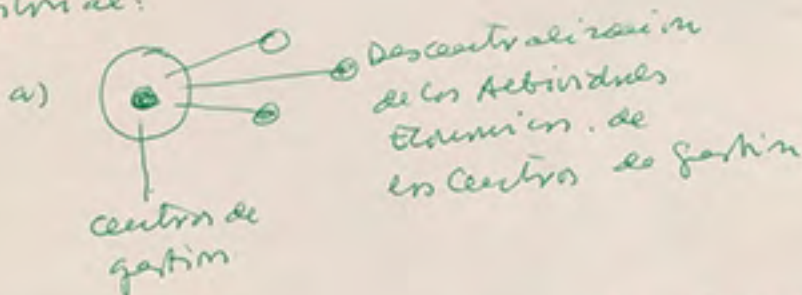 a)
Descentralización
de las Actividades
Económicas. de
los Centros de Gestión
centros de
gestión